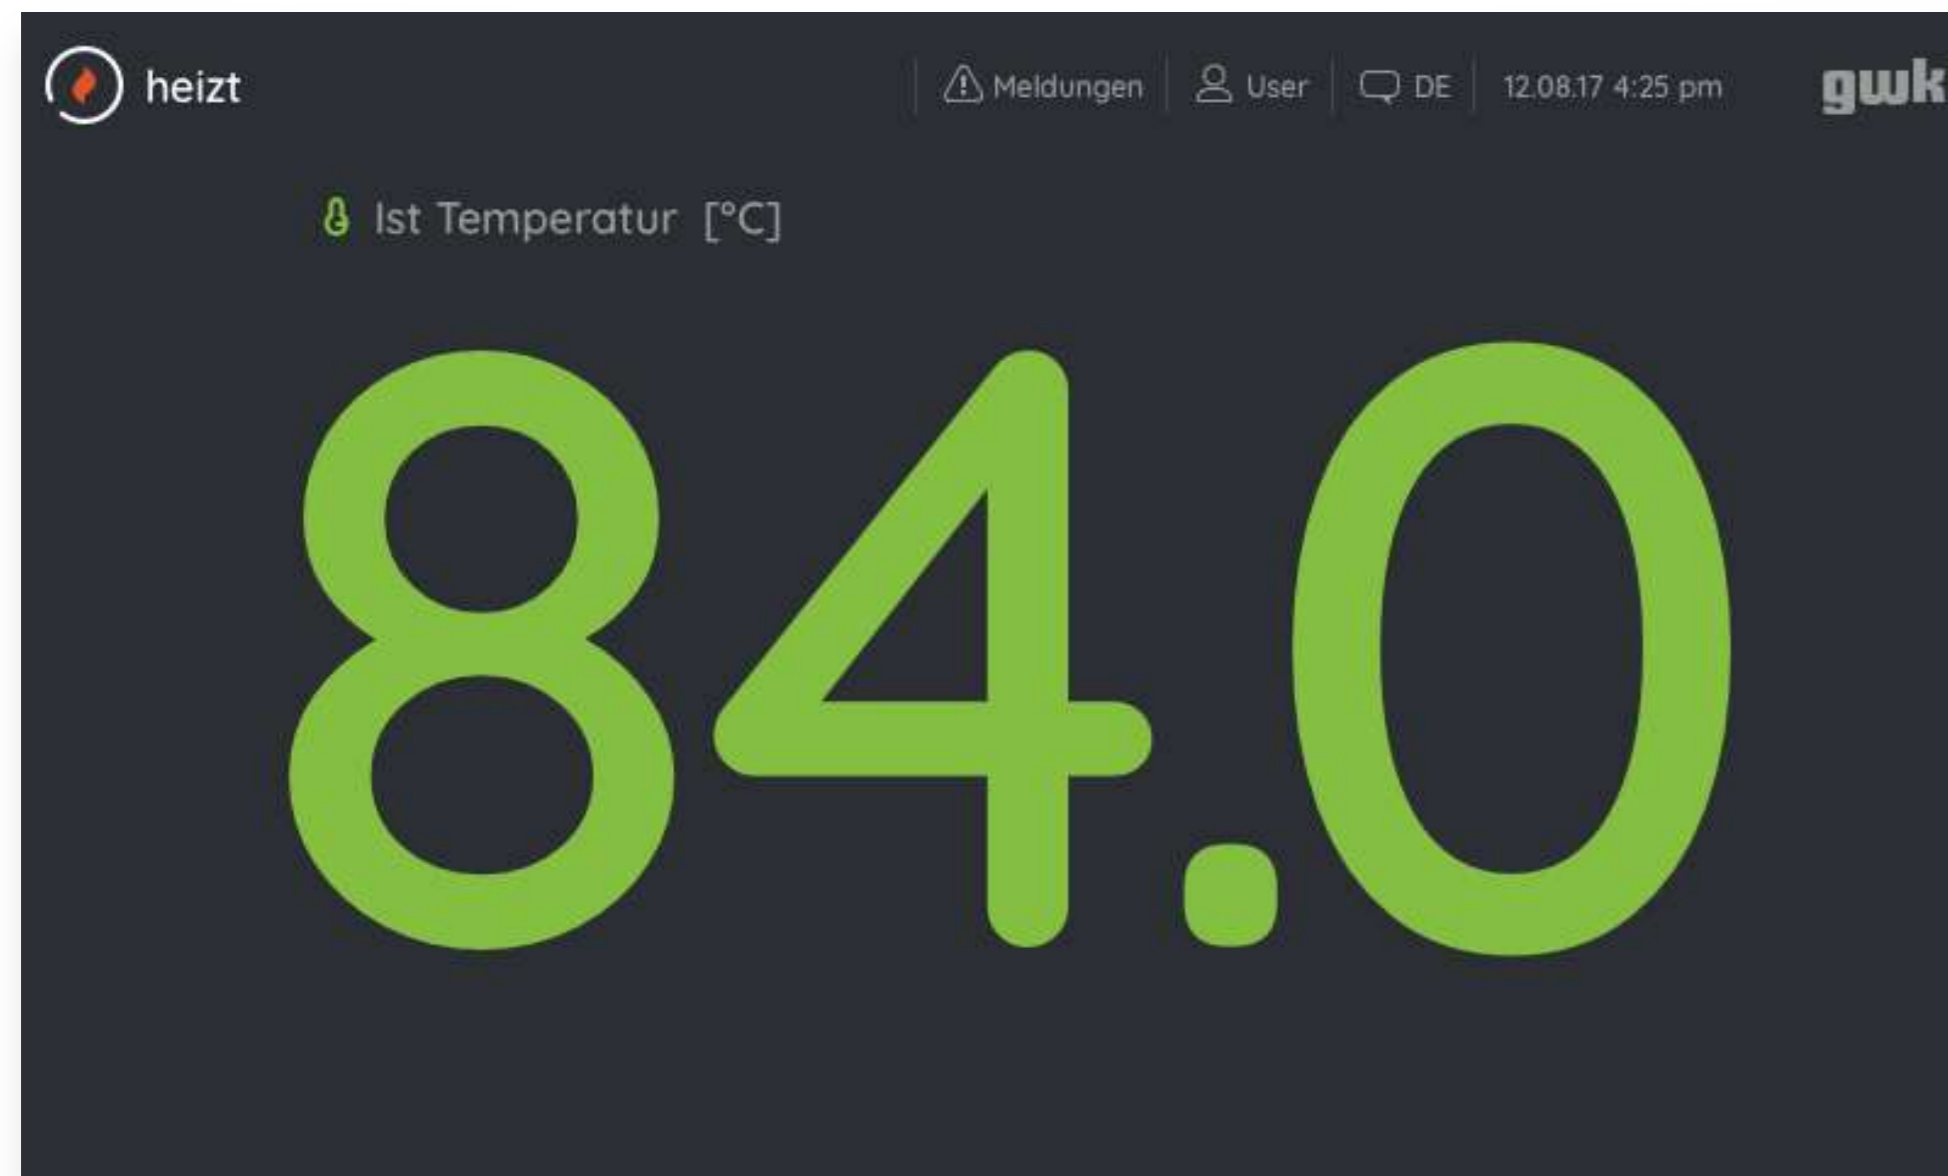 heizt
Meldungen User DE 12.08.17 4:25 pm gwk
Ist Temperatur [°C]
84.0